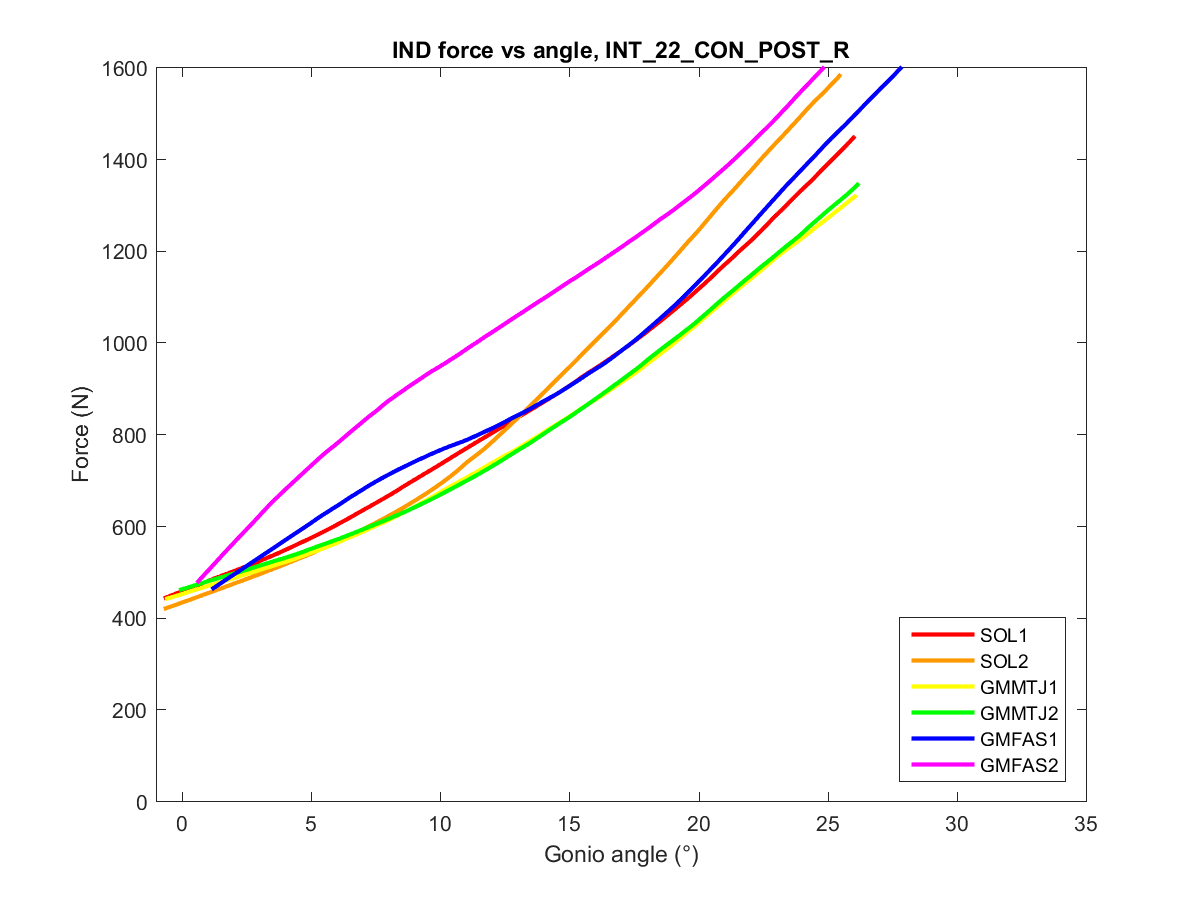 IND force vs angle, INT_22_CON_POST_R
1600
1400
1200
1000
800
600
400
200
0
Force (N)
0 5 10 15 20 25 30 35
Gonio angle (°)
SOL1
SOL2
GMMTJ1
GMMTJ2
GMFAS1
GMFAS2